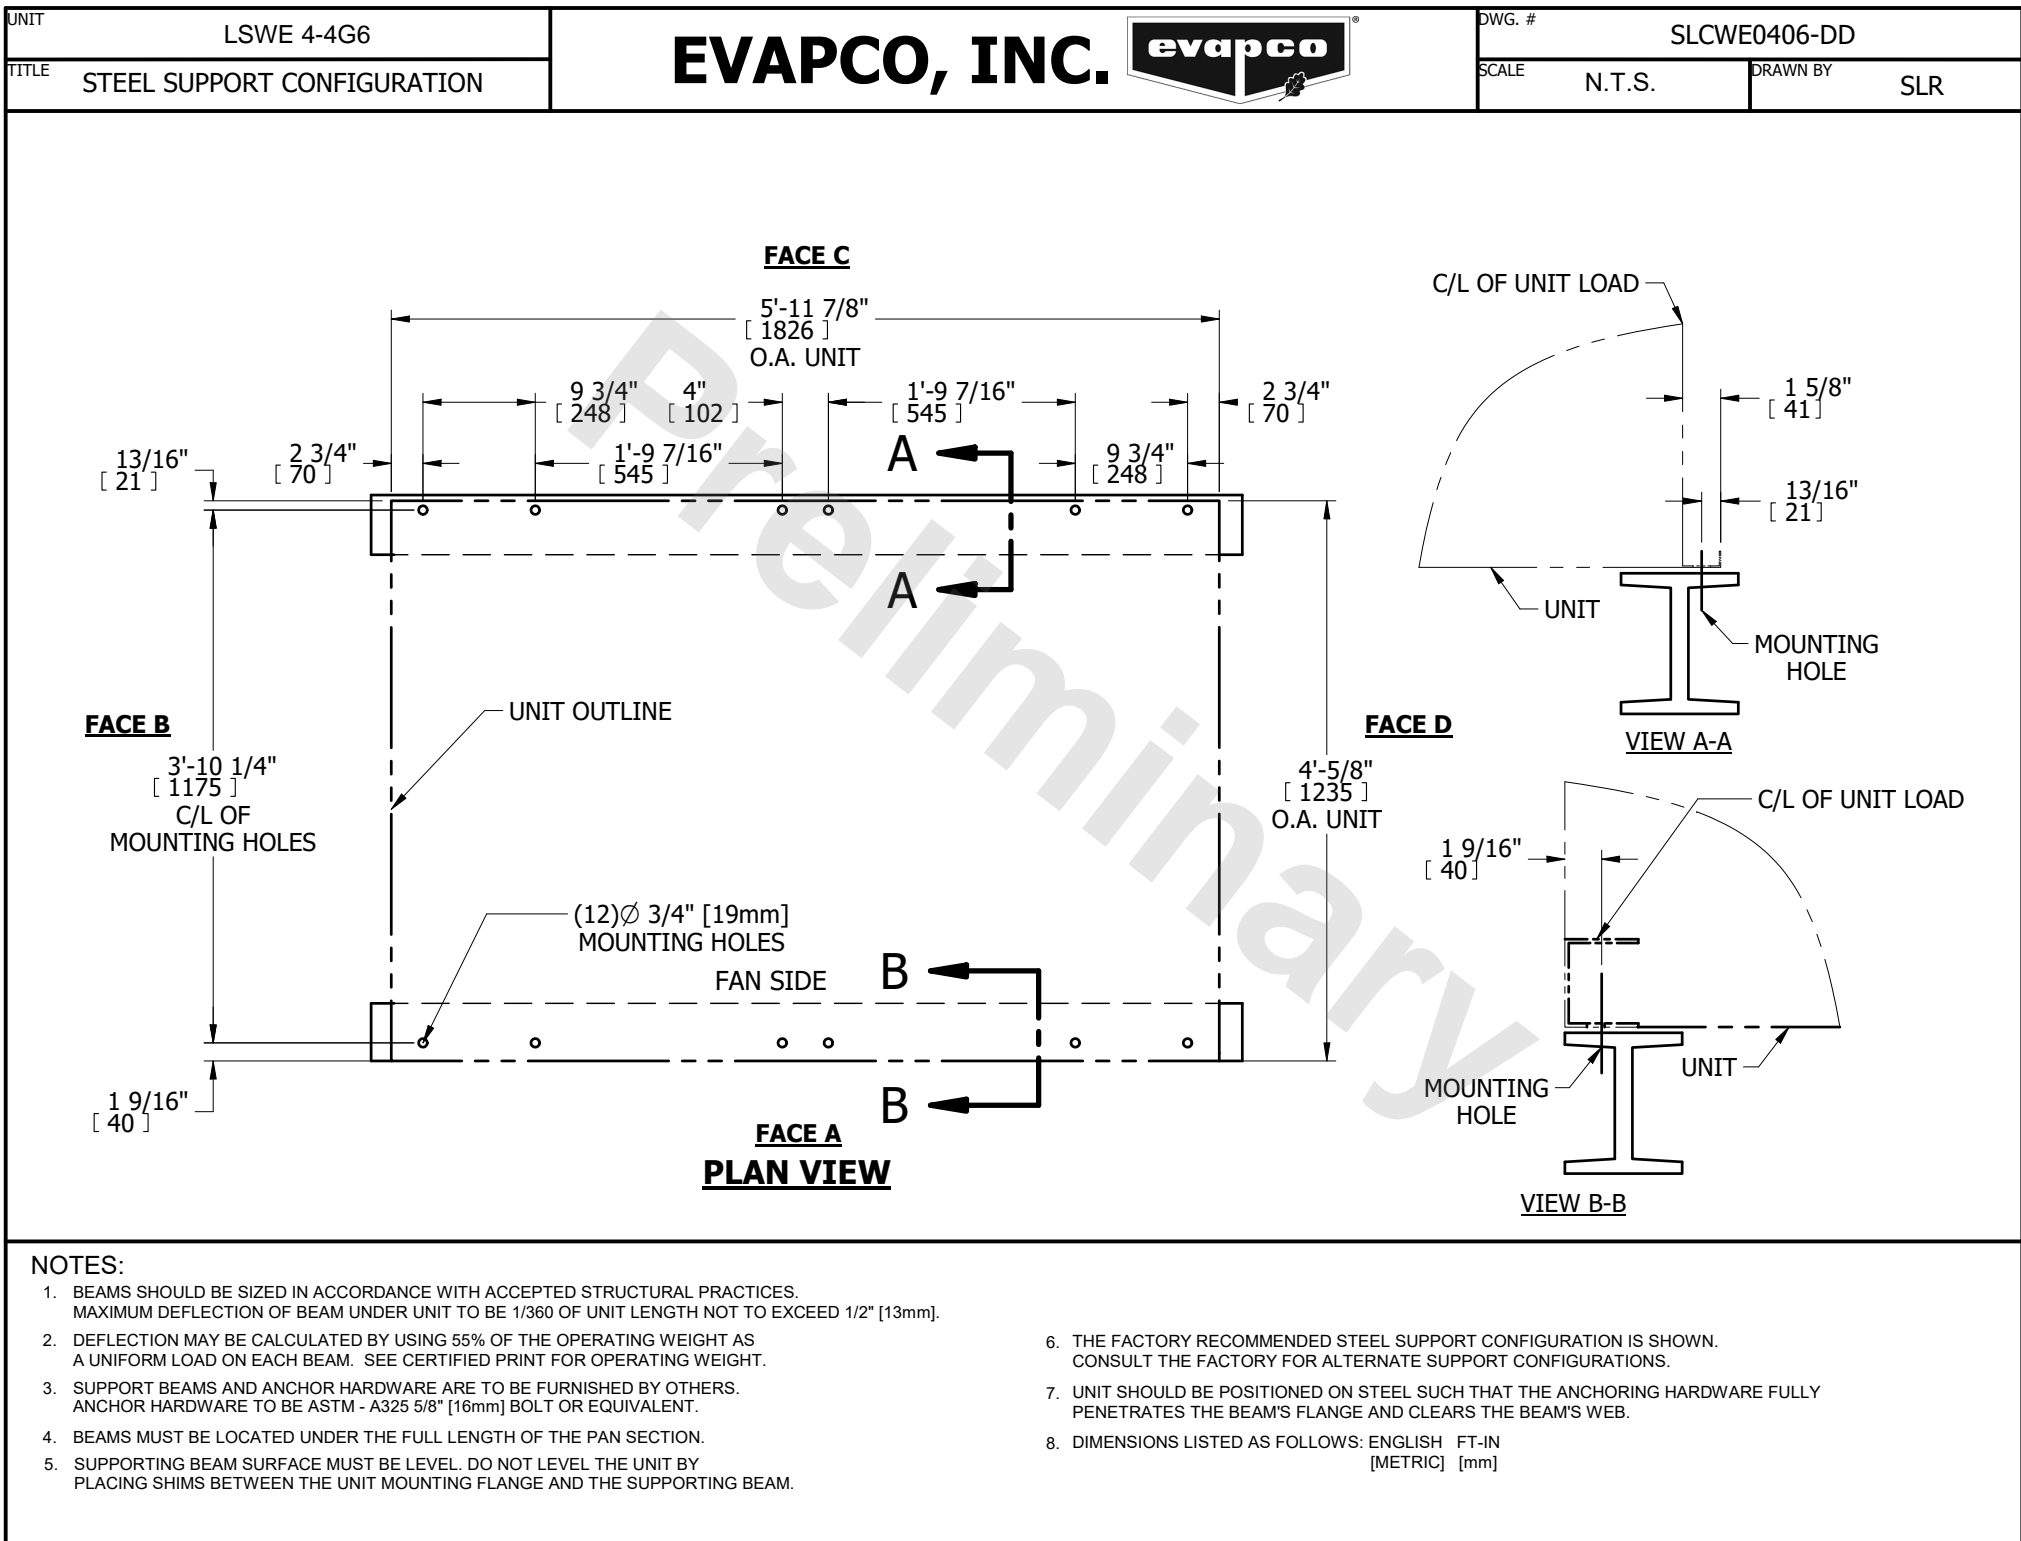 UNIT
LSWE 4-4G6
TITLE
STEEL SUPPORT CONFIGURATION
EVAPCO, INC.
evapco
®
DWG. #
SLCWE0406-DD
SCALE
N.T.S.
DRAWN BY
SLR
FACE C
5'-11 7/8"
[ 1826 ]
O.A. UNIT
9 3/4"
[ 248 ]
4"
[ 102 ]
1'-9 7/16"
[ 545 ]
2 3/4"
[ 70 ]
13/16"
[ 21 ]
2 3/4"
[ 70 ]
1'-9 7/16"
[ 545 ]
A
9 3/4"
[ 248 ]
A
UNIT OUTLINE
FACE B
3'-10 1/4"
[ 1175 ]
C/L OF
MOUNTING HOLES
FACE D
4'-5/8"
[ 1235 ]
O.A. UNIT
(12)Ø 3/4" [19mm]
MOUNTING HOLES
FAN SIDE
B
B
1 9/16"
[ 40 ]
FACE A
PLAN VIEW
Preliminary
C/L OF UNIT LOAD
1 5/8"
[ 41 ]
13/16"
[ 21 ]
UNIT
MOUNTING
HOLE
VIEW A-A
C/L OF UNIT LOAD
1 9/16"
[ 40 ]
UNIT
MOUNTING
HOLE
VIEW B-B
NOTES:
1. BEAMS SHOULD BE SIZED IN ACCORDANCE WITH ACCEPTED STRUCTURAL PRACTICES.
MAXIMUM DEFLECTION OF BEAM UNDER UNIT TO BE 1/360 OF UNIT LENGTH NOT TO EXCEED 1/2" [13mm].
2. DEFLECTION MAY BE CALCULATED BY USING 55% OF THE OPERATING WEIGHT AS
A UNIFORM LOAD ON EACH BEAM. SEE CERTIFIED PRINT FOR OPERATING WEIGHT.
3. SUPPORT BEAMS AND ANCHOR HARDWARE ARE TO BE FURNISHED BY OTHERS.
ANCHOR HARDWARE TO BE ASTM - A325 5/8" [16mm] BOLT OR EQUIVALENT.
4. BEAMS MUST BE LOCATED UNDER THE FULL LENGTH OF THE PAN SECTION.
5. SUPPORTING BEAM SURFACE MUST BE LEVEL. DO NOT LEVEL THE UNIT BY
PLACING SHIMS BETWEEN THE UNIT MOUNTING FLANGE AND THE SUPPORTING BEAM.
6. THE FACTORY RECOMMENDED STEEL SUPPORT CONFIGURATION IS SHOWN.
CONSULT THE FACTORY FOR ALTERNATE SUPPORT CONFIGURATIONS.
7. UNIT SHOULD BE POSITIONED ON STEEL SUCH THAT THE ANCHORING HARDWARE FULLY
PENETRATES THE BEAM'S FLANGE AND CLEARS THE BEAM'S WEB.
8. DIMENSIONS LISTED AS FOLLOWS: ENGLISH FT-IN
[METRIC] [mm]